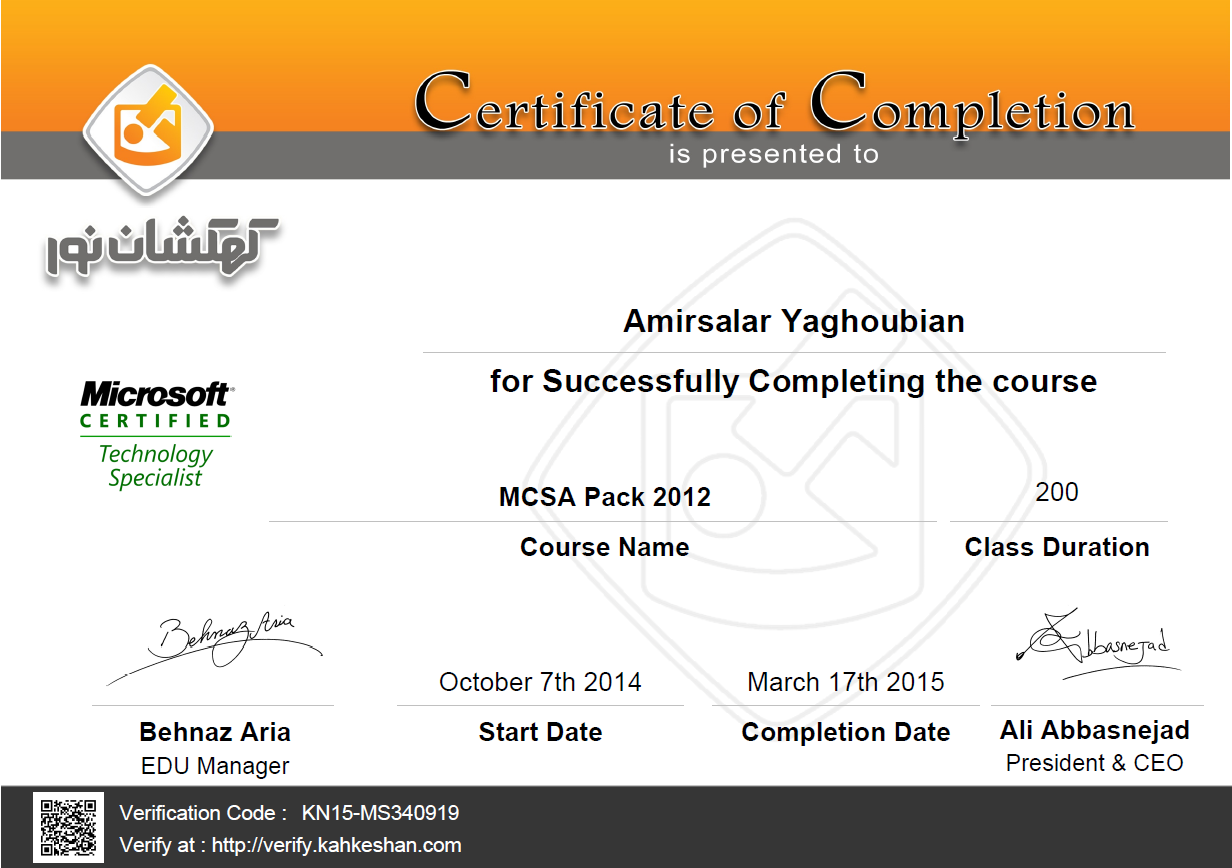 Certificate of Completion
is presented to
کهکشان نور
Amirsalar Yaghoubian
for Successfully Completing the course
Microsoft
CERTIFIED
Technology
Specialist
MCSA Pack 2012
200
Course Name
Class Duration
Behnaz Aria
Abbasnejad
October 7th 2014
March 17th 2015
Behnaz Aria
Start Date
Completion Date
Ali Abbasnejad
EDU Manager
President & CEO
Verification Code : KN15-MS340919
Verify at : http://verify.kahkeshan.com